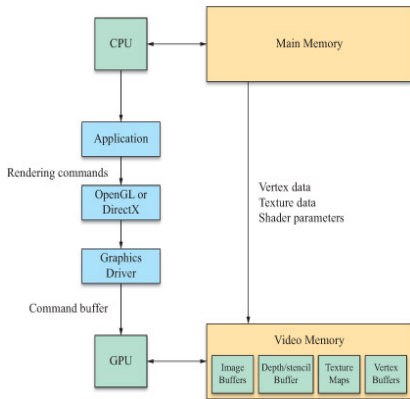 CPU
Main Memory
Application
Rendering commands
OpenGL or
DirectX
Vertex data
Texture data
Shader parameters
Graphics
Driver
Command buffer
GPU
Video Memory
Image
Buffers
Depth/stencil
Buffer
Texture
Maps
Vertex
Buffers